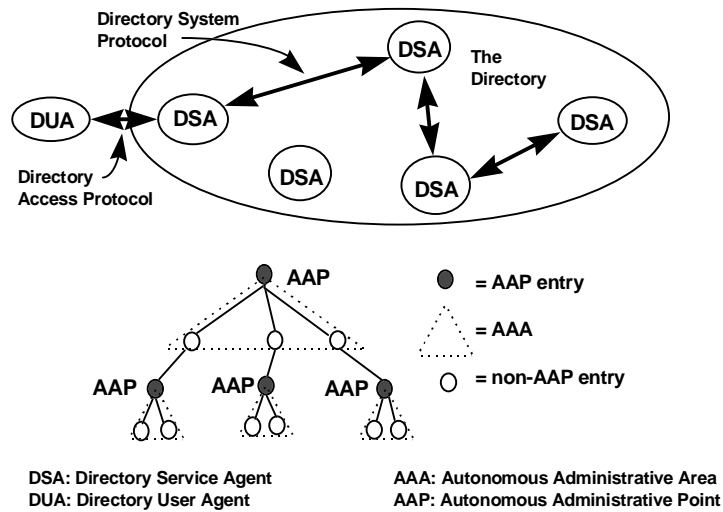 Directory System
Protocol
DSA
The
Directory
DUA
DSA
DSA
Directory
Access Protocol
DSA
DSA
AAP
= AAP entry
= AAA
AAP
AAP
AAP
= non-AAP entry
DSA: Directory Service Agent
DUA: Directory User Agent
AAA: Autonomous Administrative Area
AAP: Autonomous Administrative Point